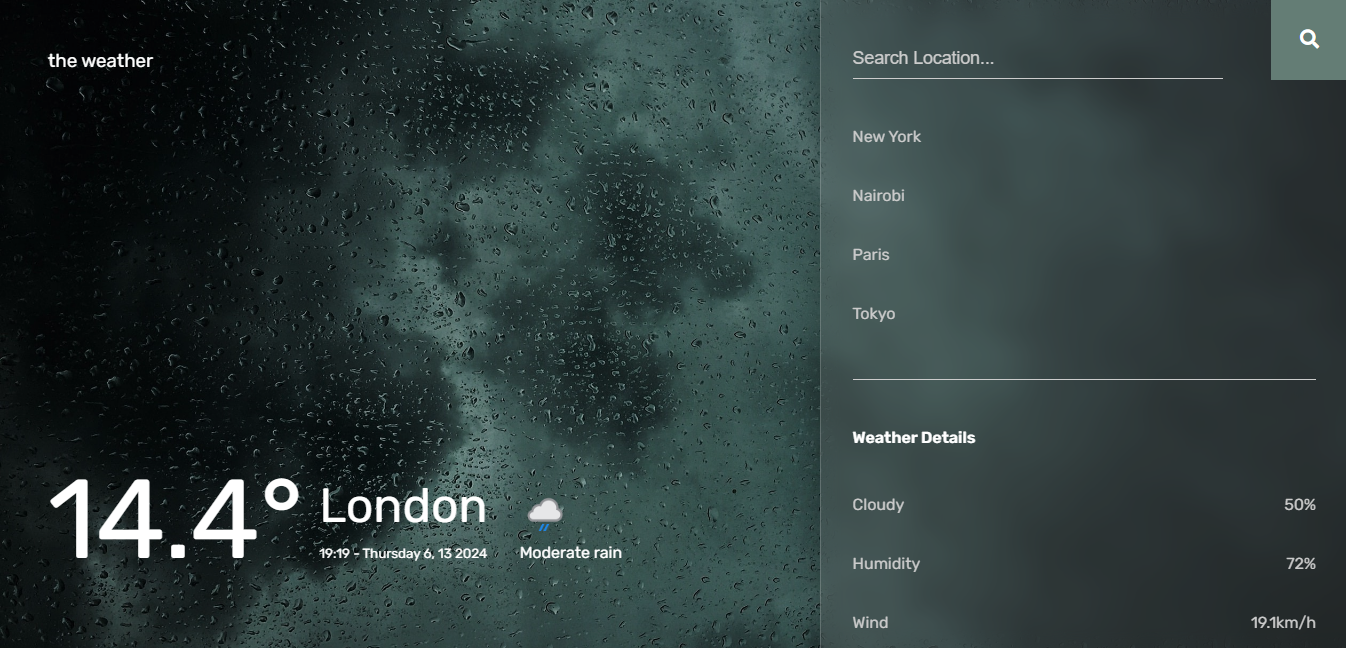 the weather
14.4°
London
19:19 - Thursday 6, 13 2024
Moderate rain
Search Location...
New York
Nairobi
Paris
Tokyo
Weather Details
Cloudy 50%
Humidity 72%
Wind 19.1km/h